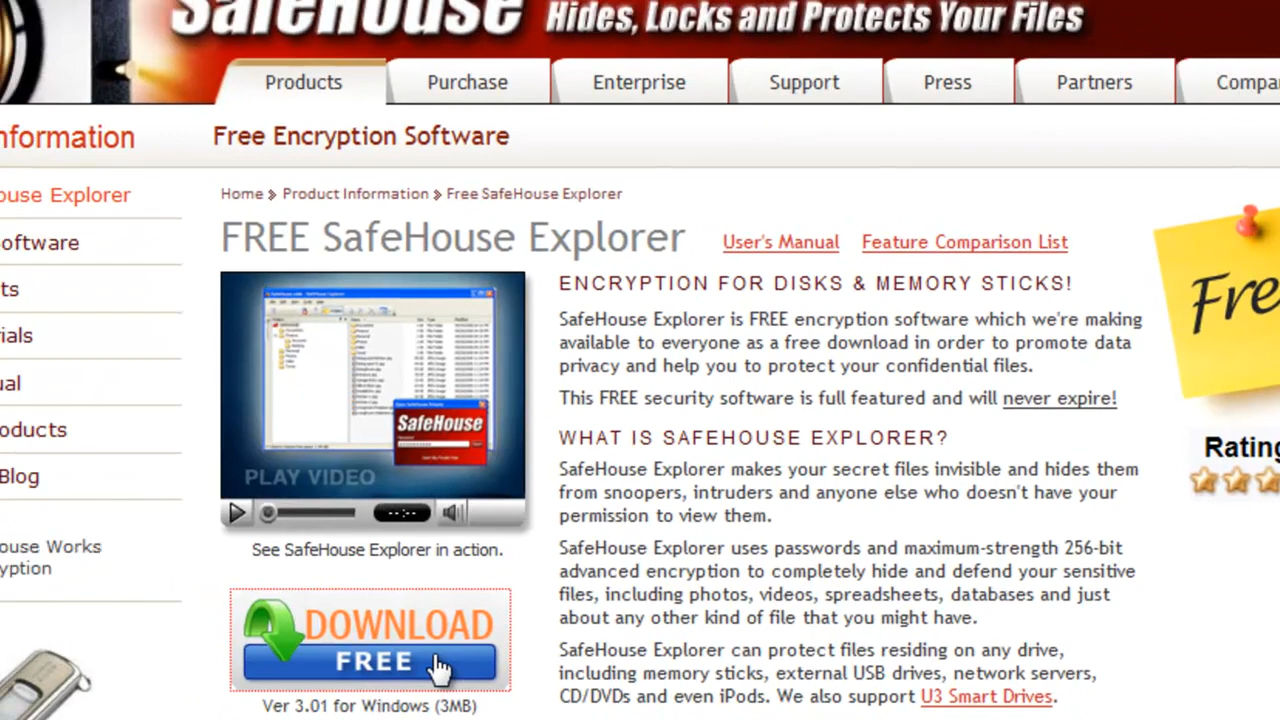 SafeHouse Hides, Locks and Protects Your Files
Products Purchase Enterprise Support Press Partners
Free Encryption Software
Home » Product Information » Free SafeHouse Explorer
FREE SafeHouse Explorer User's Manual Feature Comparison List
ENCRYPTION FOR DISKS & MEMORY STICKS!
SafeHouse Explorer is FREE encryption software which we're making
available to everyone as a free download in order to promote data
privacy and help you to protect your confidential files.
This FREE security software is full featured and will never expire!
WHAT IS SAFEHOUSE EXPLORER?
SafeHouse Explorer makes your secret files invisible and hides them
from snoopers, intruders and anyone else who doesn't have your
permission to view them.
SafeHouse Explorer uses passwords and maximum-strength 256-bit
advanced encryption to completely hide and defend your sensitive
files, including photos, videos, spreadsheets, databases and just
about any other kind of file that you might have.
SafeHouse Explorer can protect files residing on any drive,
including memory sticks, external USB drives, network servers,
CD/DVDs and even iPods. We also support U3 Smart Drives.
SafeHouse
PLAY VIDEO
--:--
See SafeHouse Explorer in action.
DOWNLOAD
FREE
Ver 3.01 for Windows (3MB)
nformation
ouse Explorer
oftware
ts
rials
ual
oducts
Blog
ouse Works
yption
Fre
Rating